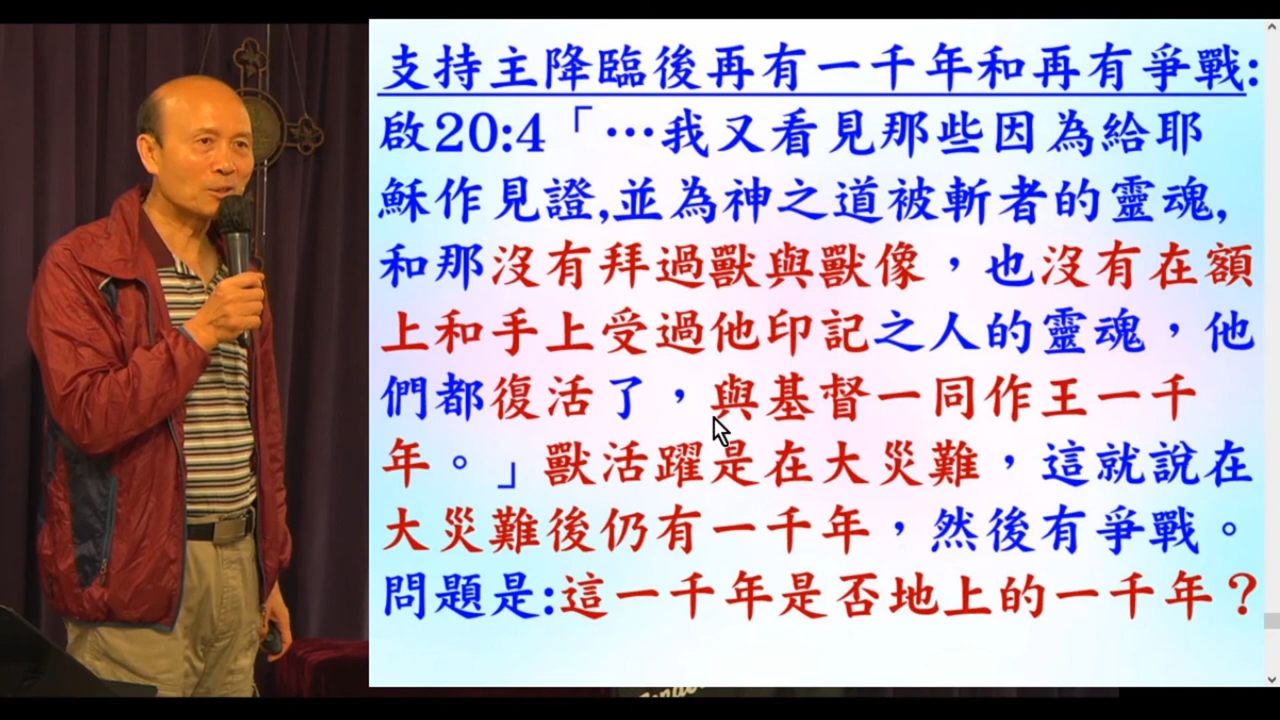 支持主降臨後再有一千年和再有爭戰:
啟20:4「…我又看見那些因為給耶
穌作見證,並為神之道被斬者的靈魂,
和那沒有拜過獸與獸像，也沒有在額
上和手上受過他印記之人的靈魂，他
們都復活了，與基督一同作王一千
年。」獸活躍是在大災難，這就說在
大災難後仍有一千年，然後有爭戰。
問題是:這一千年是否地上的一千年？